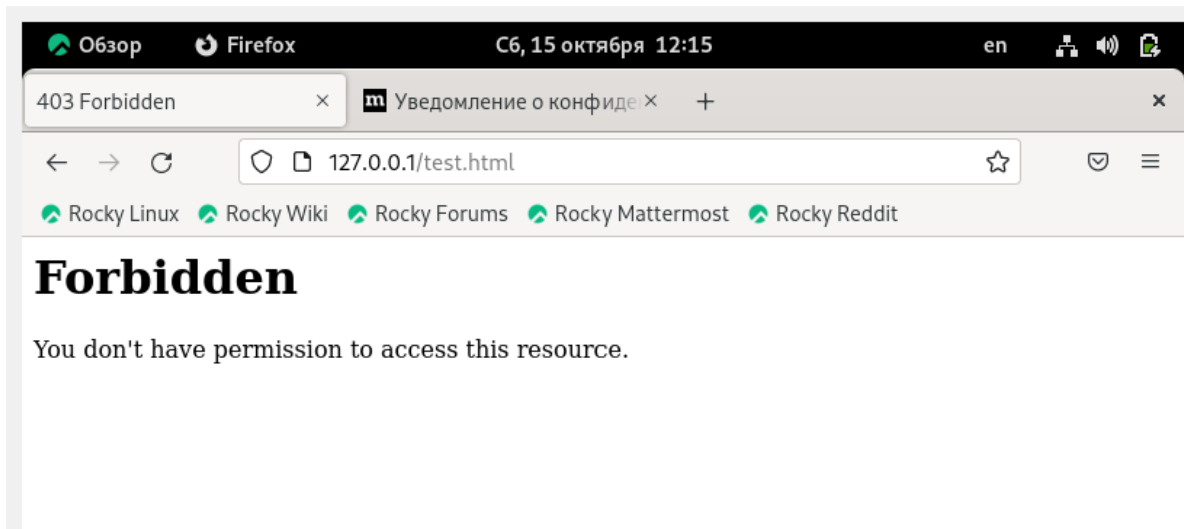 Обзор Firefox Сб, 15 октября 12:15 en
403 Forbidden m Уведомление о конфиде
127.0.0.1/test.html
Rocky Linux Rocky Wiki Rocky Forums Rocky Mattermost Rocky Reddit
Forbidden
You don't have permission to access this resource.